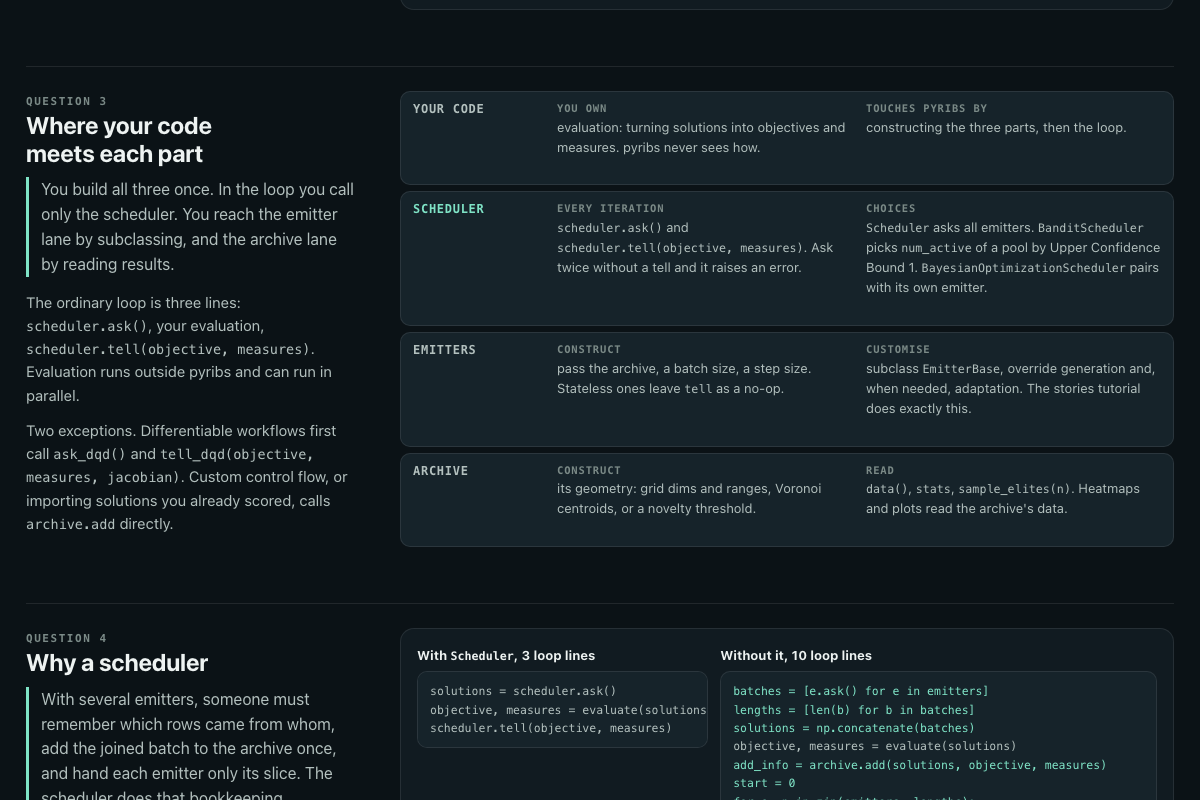 QUESTION 3
Where your code
meets each part
You build all three once. In the loop you call
only the scheduler. You reach the emitter
lane by subclassing, and the archive lane
by reading results.
The ordinary loop is three lines:
scheduler.ask(), your evaluation,
scheduler.tell(objective, measures).
Evaluation runs outside pyribs and can run in
parallel.
Two exceptions. Differentiable workflows first
call ask_dqd() and tell_dqd(objective,
measures, jacobian). Custom control flow, or
importing solutions you already scored, calls
archive.add directly.
YOUR CODE
YOU OWN
evaluation: turning solutions into objectives and
measures. pyribs never sees how.
TOUCHES PYRIBS BY
constructing the three parts, then the loop.
SCHEDULER
EVERY ITERATION
scheduler.ask() and
scheduler.tell(objective, measures). Ask
twice without a tell and it raises an error.
CHOICES
Scheduler asks all emitters. BanditScheduler
picks num_active of a pool by Upper Confidence
Bound 1. BayesianOptimizationScheduler pairs
with its own emitter.
EMITTERS
CONSTRUCT
pass the archive, a batch size, a step size.
Stateless ones leave tell as a no-op.
CUSTOMISE
subclass EmitterBase, override generation and,
when needed, adaptation. The stories tutorial
does exactly this.
ARCHIVE
CONSTRUCT
its geometry: grid dims and ranges, Voronoi
centroids, or a novelty threshold.
READ
data(), stats, sample_elites(n). Heatmaps
and plots read the archive's data.
QUESTION 4
Why a scheduler
With several emitters, someone must
remember which rows came from whom,
add the joined batch to the archive once,
and hand each emitter only its slice. The
scheduler does that bookkeeping
With Scheduler, 3 loop lines
solutions = scheduler.ask()
objective, measures = evaluate(solutions
scheduler.tell(objective, measures)
Without it, 10 loop lines
batches = [e.ask() for e in emitters]
lengths = [len(b) for b in batches]
solutions = np.concatenate(batches)
objective, measures = evaluate(solutions)
add_info = archive.add(solutions, objective, measures)
start = 0